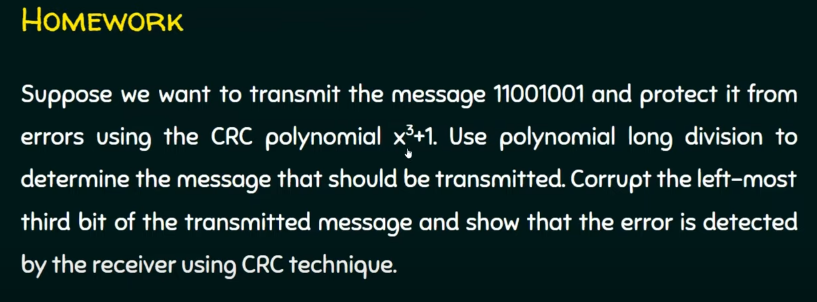 HOMEWORK
Suppose we want to transmit the message 11001001 and protect it from
errors using the CRC polynomial x³+1. Use polynomial long division to
determine the message that should be transmitted. Corrupt the left-most
third bit of the transmitted message and show that the error is detected
by the receiver using CRC technique.